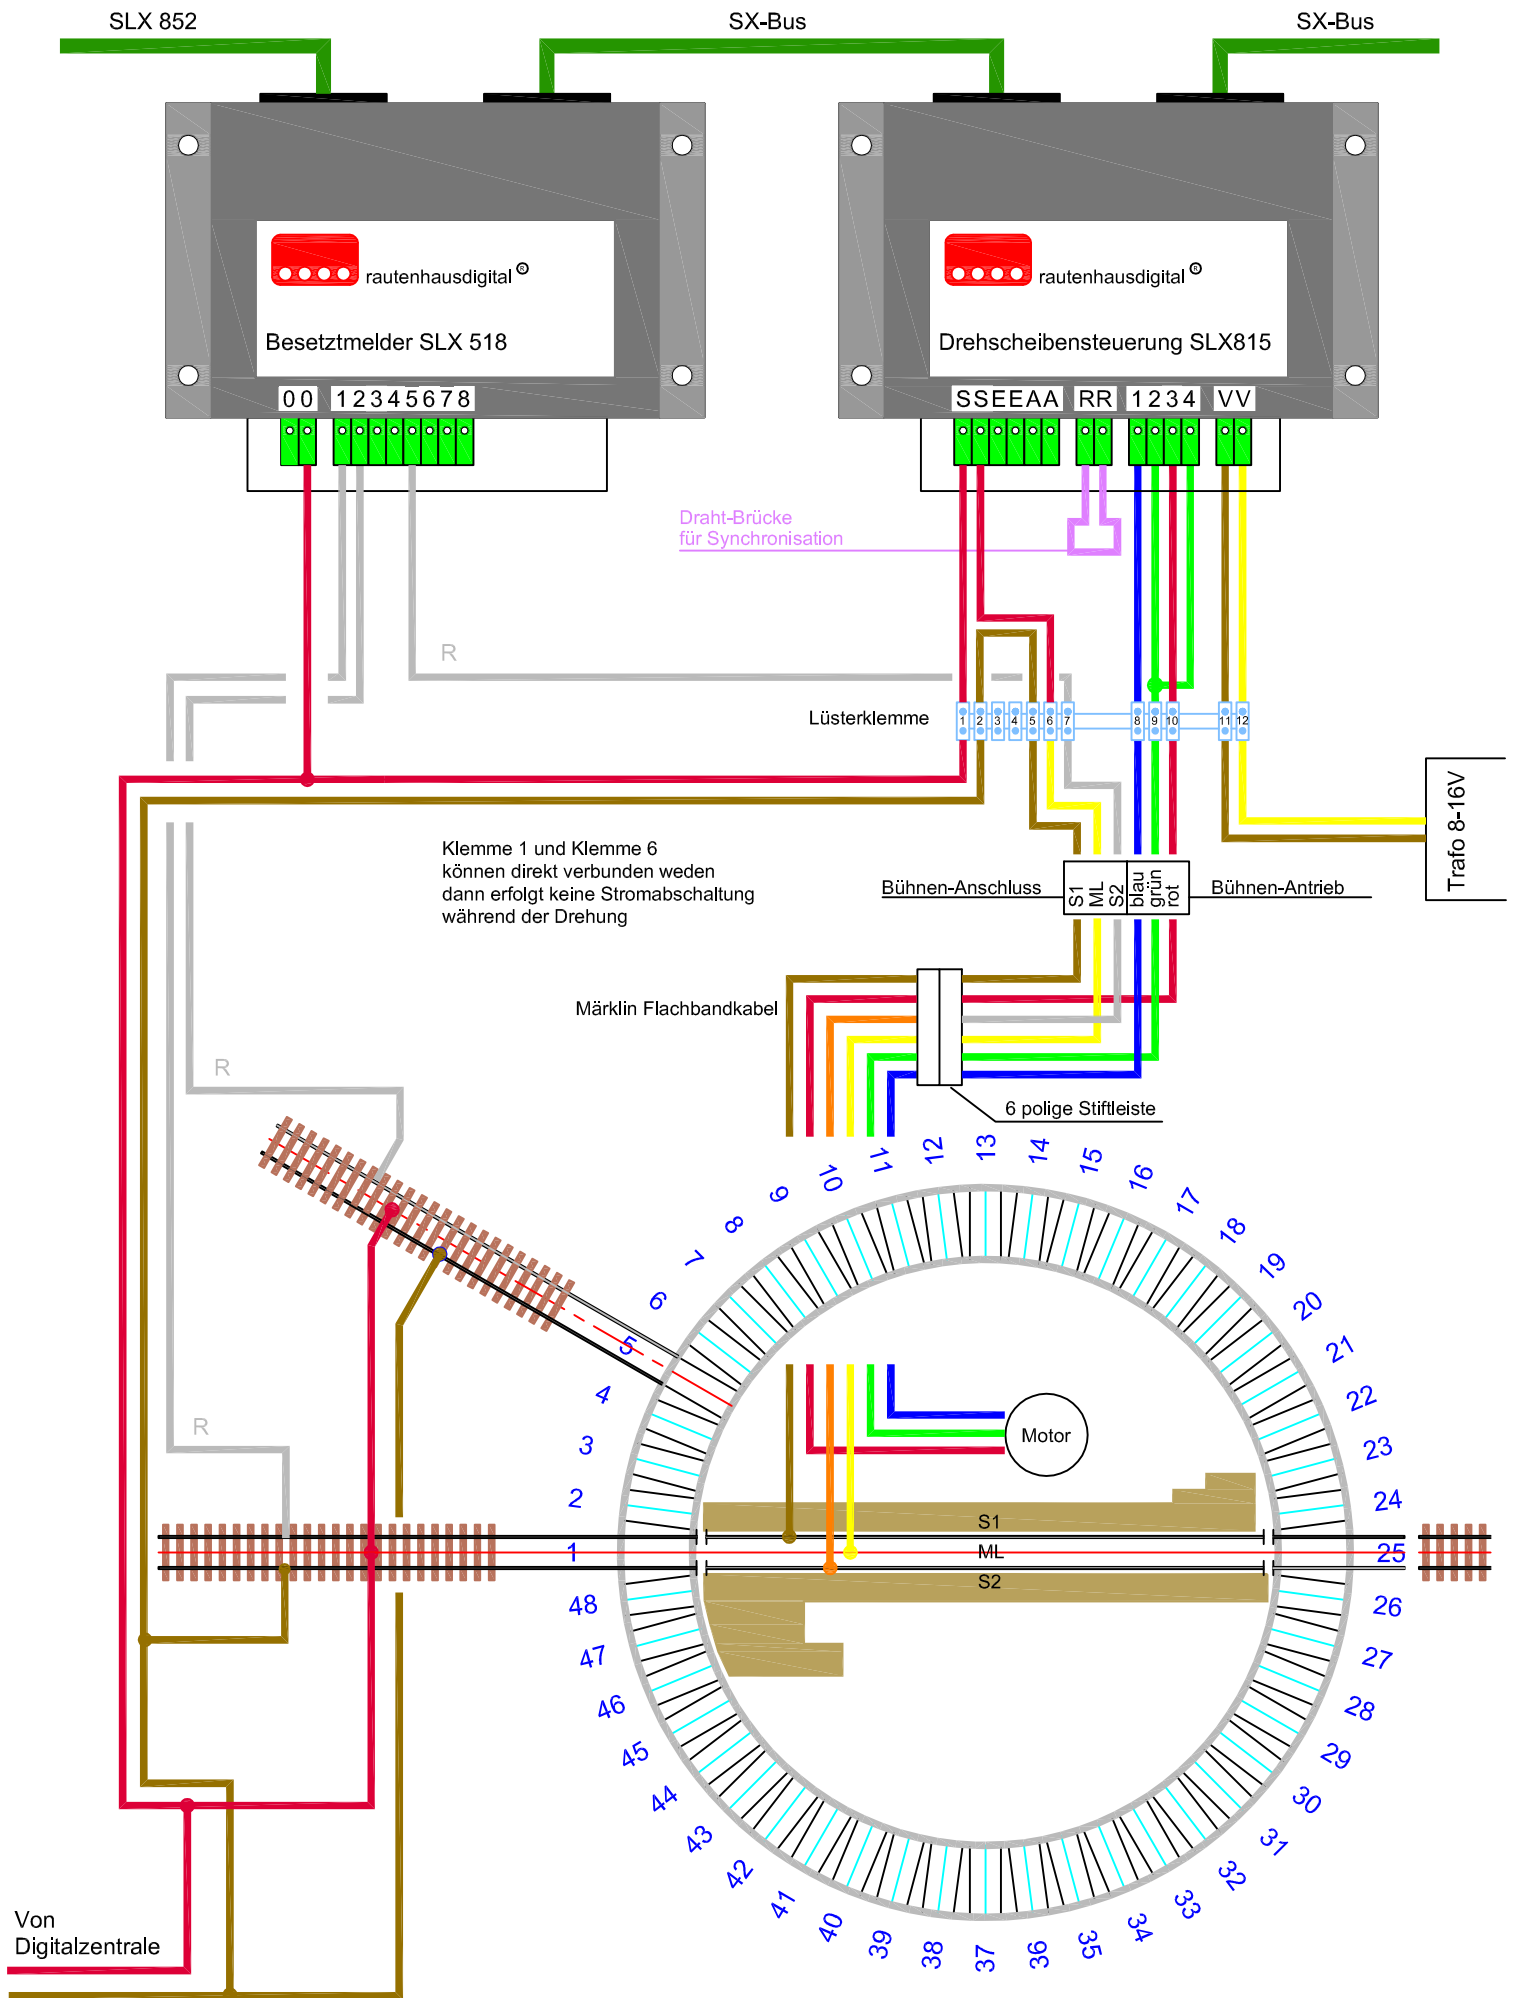 SLX 852
SX-Bus
SX-Bus
rautenhausdigital ®
Besetztmelder SLX 518
0 0 1 2 3 4 5 6 7 8
rautenhausdigital ®
Drehscheibensteuerung SLX815
S S E E A A R R 1 2 3 4 V V
Draht-Brücke
für Synchronisation
R
Lüsterklemme
1 2 3 4 5 6 7 8 9 10 11 12
Trafo 8-16V
Klemme 1 und Klemme 6
können direkt verbunden weden
dann erfolgt keine Stromabschaltung
während der Drehung
Bühnen-Anschluss
S1
ML
S2
blau
grün
rot
Bühnen-Antrieb
Märklin Flachbandkabel
6 polige Stiftleiste
R
R
1
2
3
4
5
6
7
8
9
10
11
12
13
14
15
16
17
18
19
20
21
22
23
24
25
26
27
28
29
30
31
32
33
34
35
36
37
38
39
40
41
42
43
44
45
46
47
48
Motor
S1
ML
S2
Von
Digitalzentrale